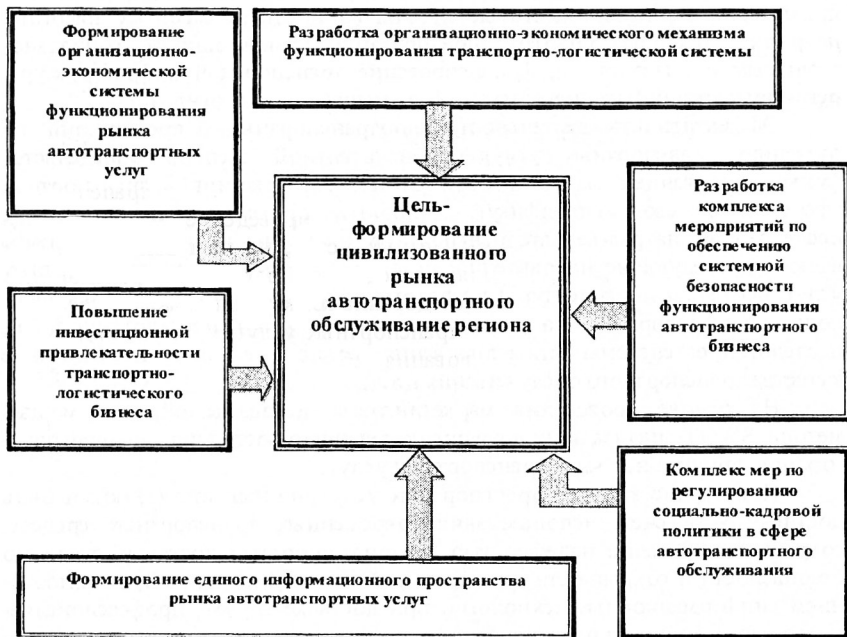 Формирование
организационно-
экономической
системы
функционирования
рынка
автотранспортных
услуг
Разработка организационно-экономического механизма
функционирования транспортно-логистической системы
Цель-
формирование
цивилизованного
рынка
автотранспортного
обслуживание региона
Разработка
комплекса
мероприятий по
обеспечению
системной
безопасности
функционирования
автотранспортного
бизнеса
Повышение
инвестиционной
привлекательности
транспортно-
логистического
бизнеса
Комплекс мер по
регулированию
социально-кадровой
политики в сфере
автотранспортного
обслуживания
Формирование единого информационного пространства
рынка автотранспортных услуг